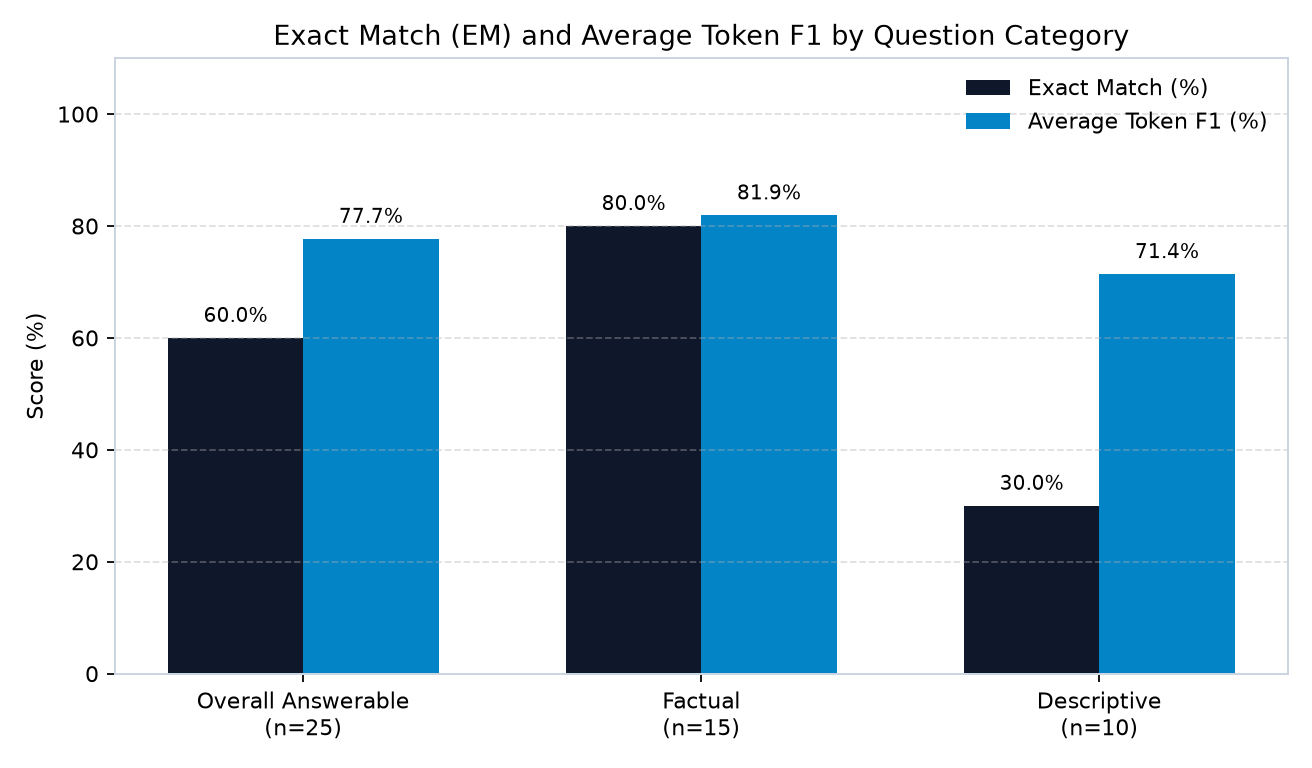 Exact Match (EM) and Average Token F1 by Question Category
Exact Match (%)
Average Token F1 (%)
Score (%)
100
80
60
40
20
0
60.0%
77.7%
80.0%
81.9%
30.0%
71.4%
Overall Answerable
(n=25)
Factual
(n=15)
Descriptive
(n=10)